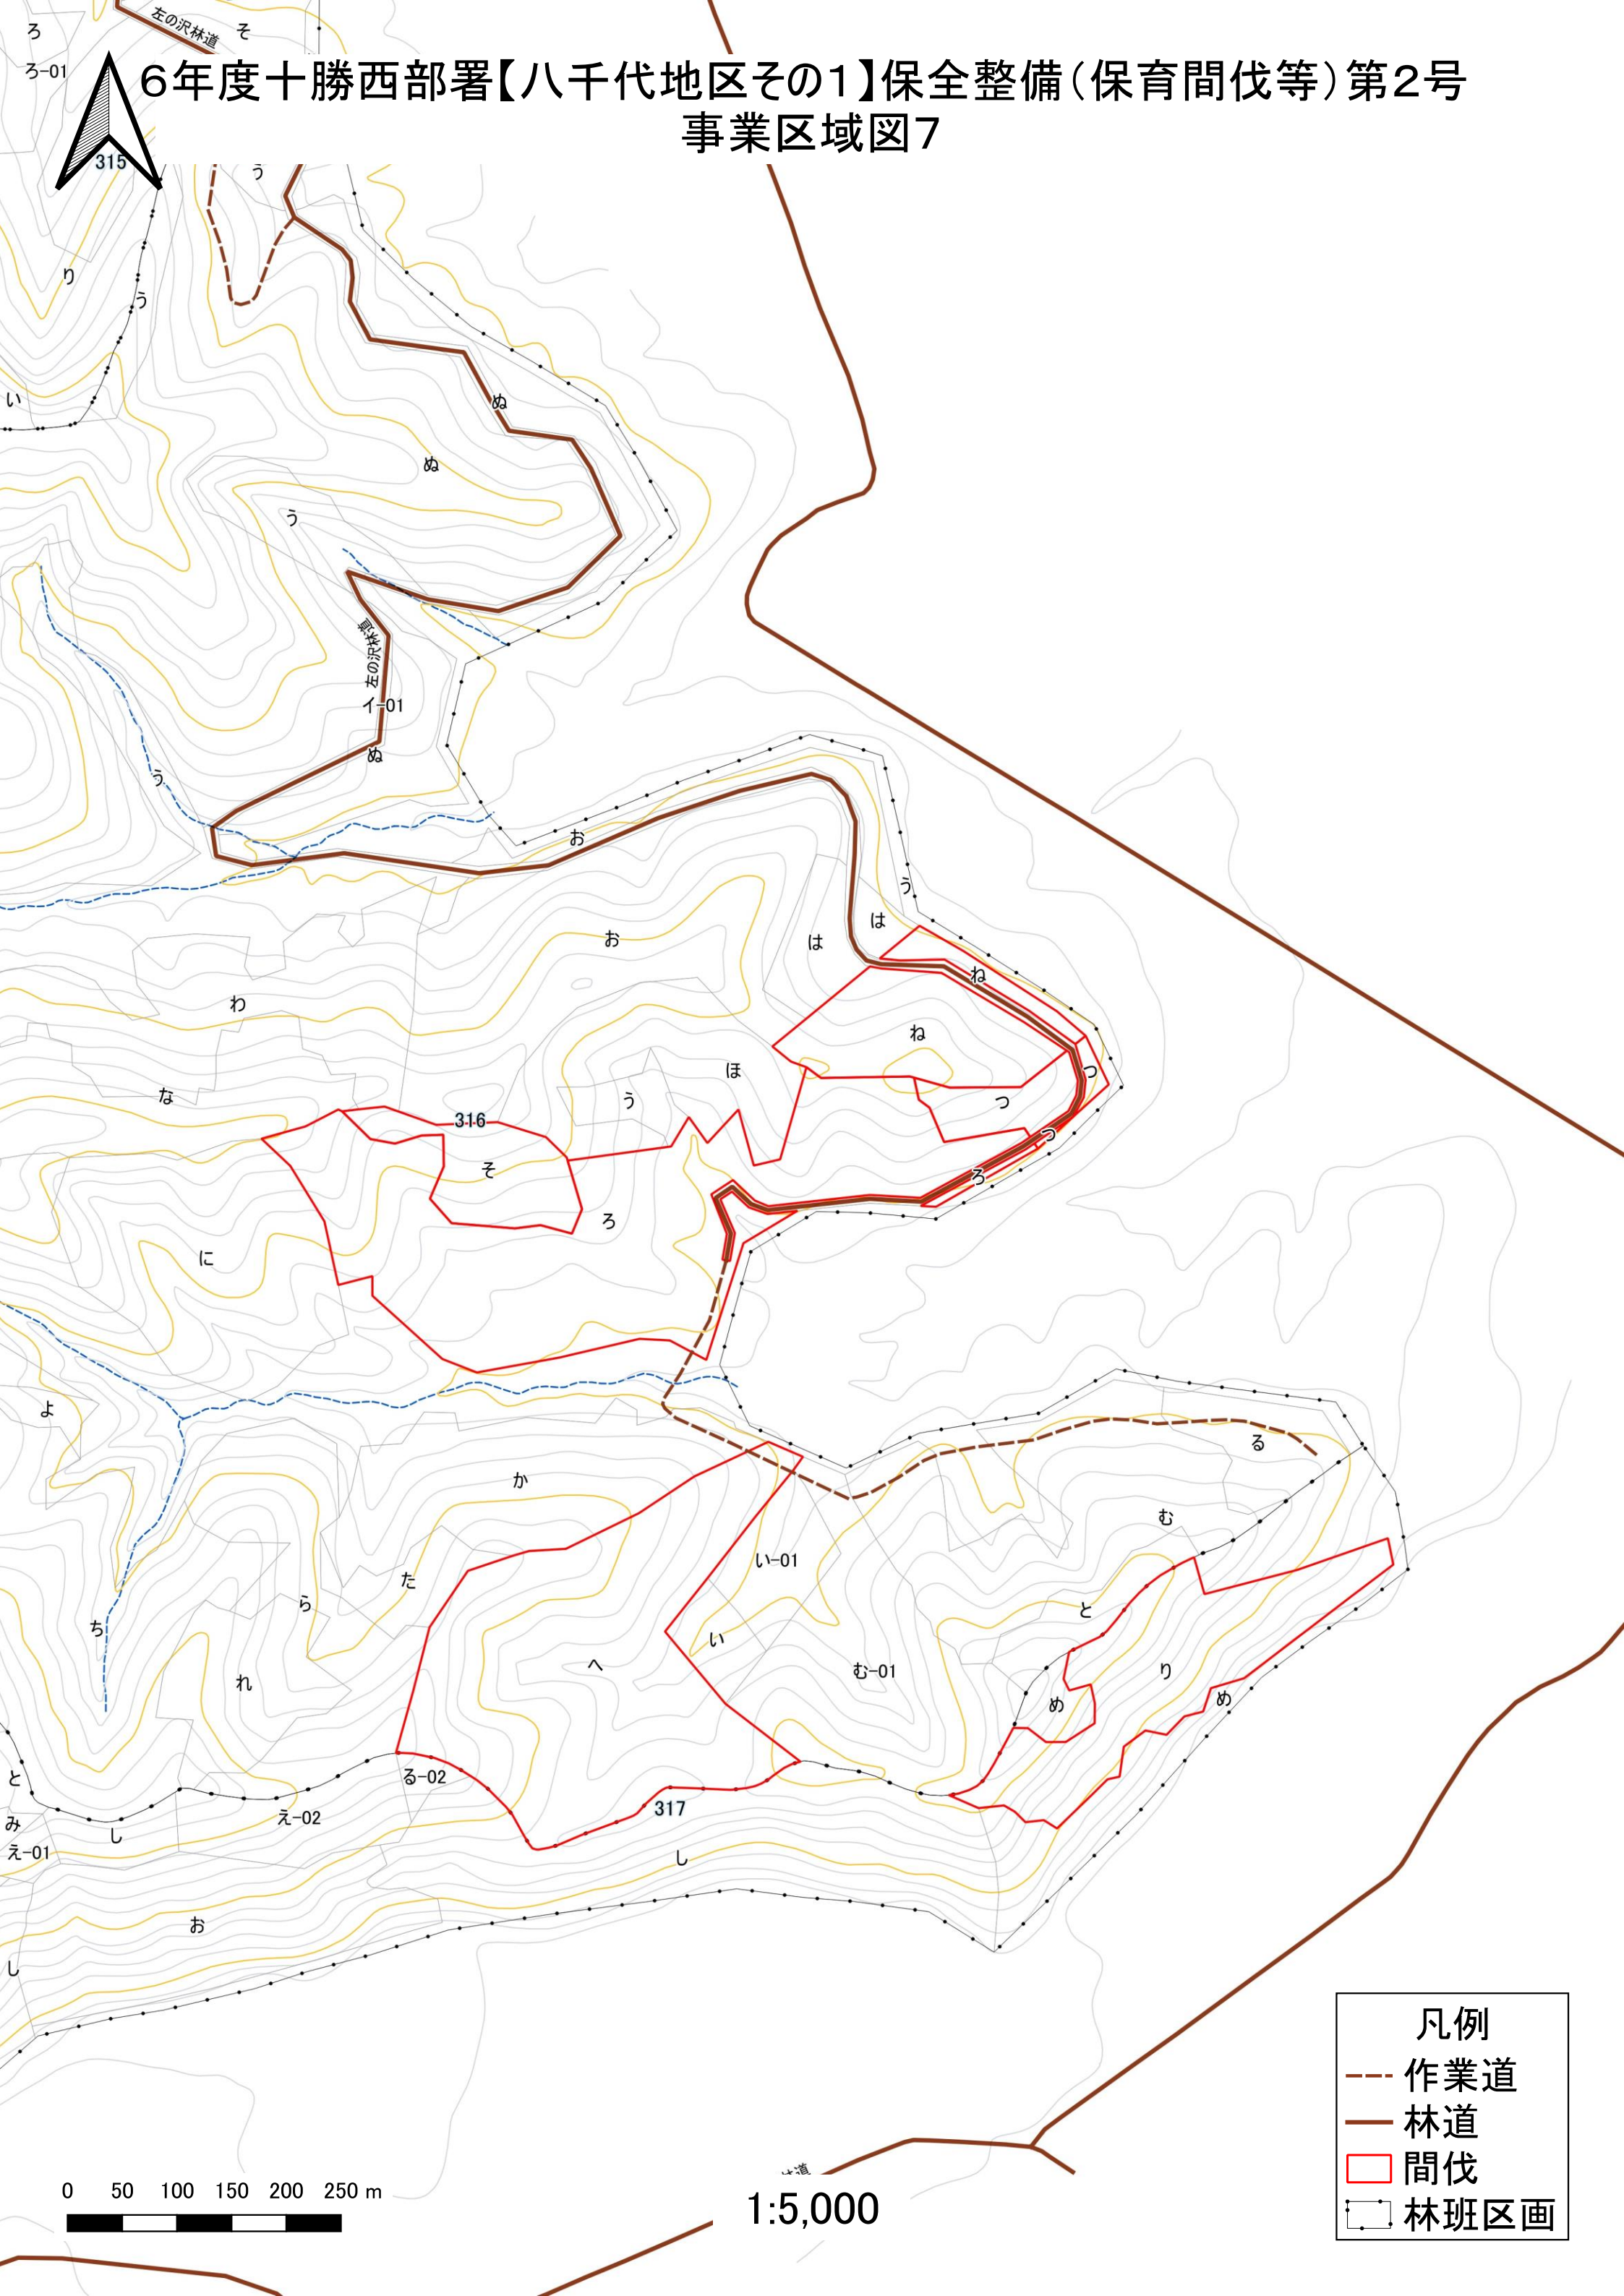 左の沢林道
ろ
そ
ろ-01
6年度十勝西部署【八千代地区その1】保全整備(保育間伐等)第2号
事業区域図7
315
う
り
う
い
ぬ
ぬ
う
左の沢林道
イ-01
ぬ
う
お
う
は
は
お
ね
わ
ね
ほ
つ
な
う
つ
316
つ
そ
ろ
ろ
に
よ
る
か
む
い-01
た
ら
と
ち
い
へ
む-01
り
れ
め
め
と
る-02
317
え-02
み
し
え-01
し
お
し
凡例
作業道
林道
間伐
林班区画
0 50 100 150 200 250 m
1:5,000